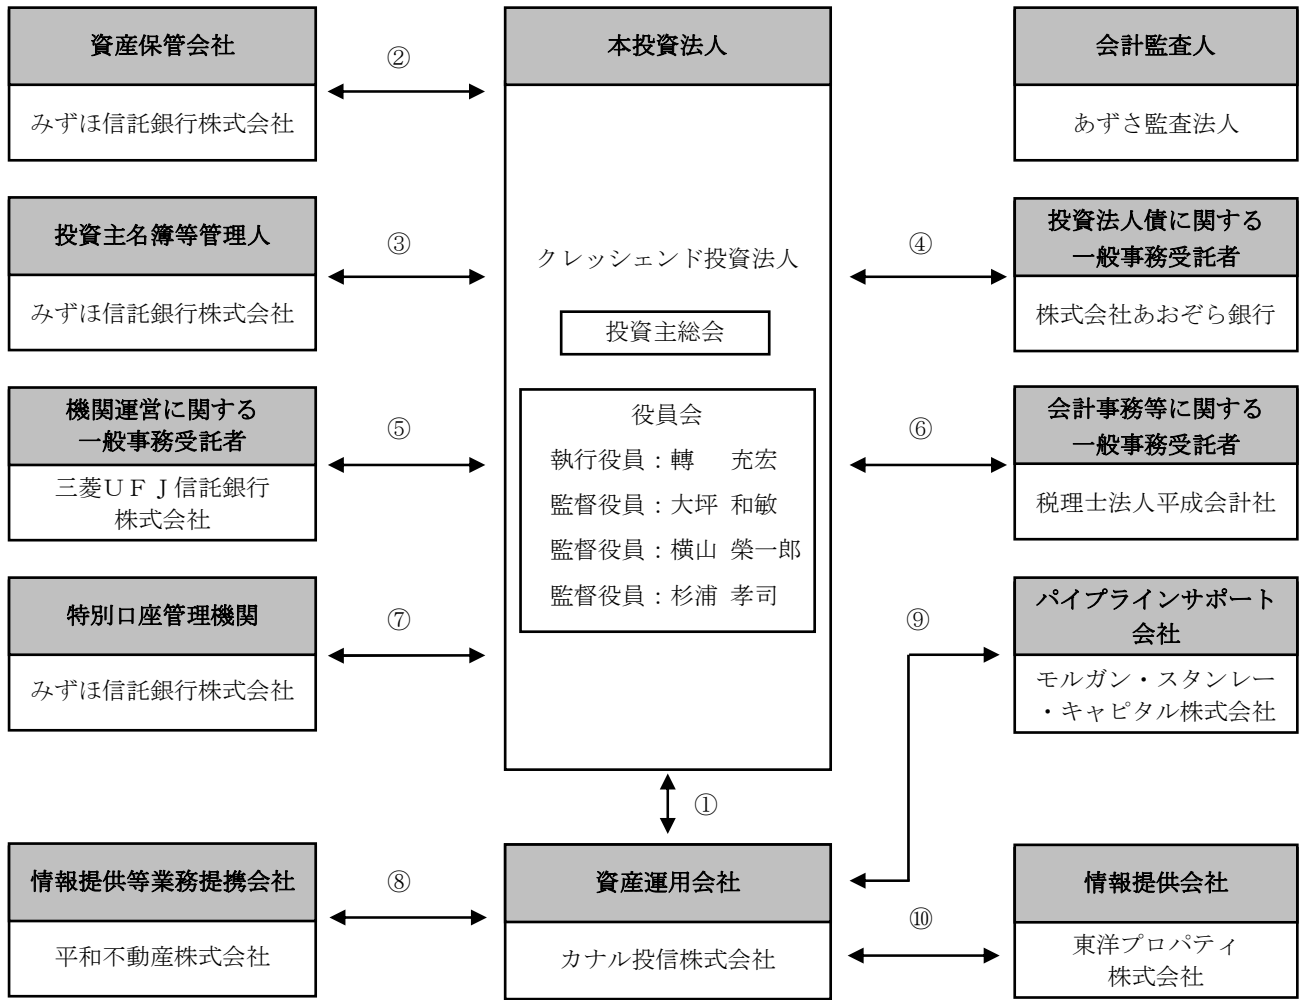 資産保管会社
みずほ信託銀行株式会社
②
本投資法人
会計監査人
あずさ監査法人
投資主名簿等管理人
みずほ信託銀行株式会社
③
クレッシェンド投資法人
④
投資法人債に関する
一般事務受託者
株式会社あおぞら銀行
投資主総会
機関運営に関する
一般事務受託者
三菱ＵＦＪ信託銀行
株式会社
⑤
役員会
執行役員：轉　充宏
監督役員：大坪 和敏
監督役員：横山 榮一郎
監督役員：杉浦 孝司
⑥
会計事務等に関する
一般事務受託者
税理士法人平成会計社
特別口座管理機関
みずほ信託銀行株式会社
⑦
⑨
パイプラインサポート
会社
モルガン・スタンレー
・キャピタル株式会社
①
情報提供等業務提携会社
平和不動産株式会社
⑧
資産運用会社
カナル投信株式会社
⑩
情報提供会社
東洋プロパティ
株式会社